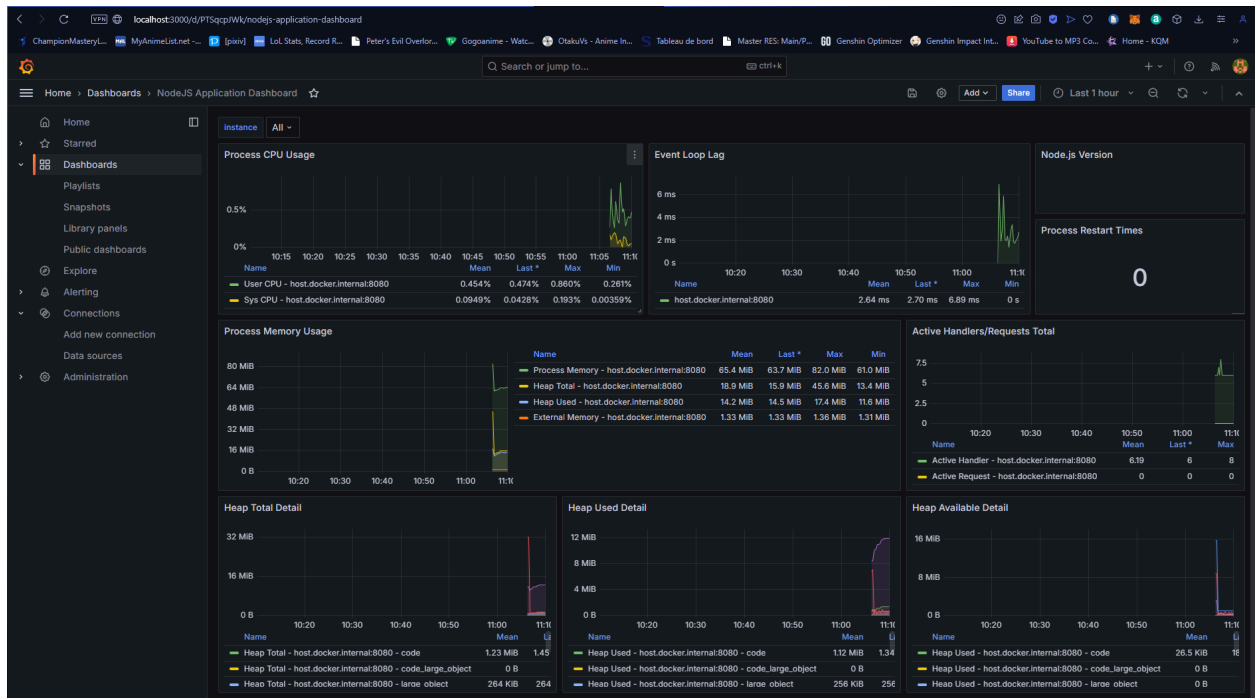 VPN localhost:3000/d/PTSqcpJWk/nodejs-application-dashboard
ChampionMasteryL... MyAnimeList.net -... [pixiv] LoL Stats, Record R... Peter's Evil Overlor... Gogoanime - Watc... OtakuVs - Anime In... Tableau de bord Master RES: Main/P... Genshin Optimizer Genshin Impact Int... YouTube to MP3 Co... Home - KQM
Search or jump to... ctrl+k
Home › Dashboards › NodeJS Application Dashboard Add Share Last 1 hour
Home
Starred
Dashboards
Playlists
Snapshots
Library panels
Public dashboards
Explore
Alerting
Connections
Add new connection
Data sources
Administration
instance All
Process CPU Usage
0.5%
0%
10:15 10:20 10:25 10:30 10:35 10:40 10:45 10:50 10:55 11:00 11:05 11:10
Name Mean Last * Max Min
User CPU - host.docker.internal:8080 0.454% 0.474% 0.860% 0.261%
Sys CPU - host.docker.internal:8080 0.0949% 0.0428% 0.193% 0.00359%
Event Loop Lag
6 ms
4 ms
2 ms
0 s
10:20 10:30 10:40 10:50 11:00 11:10
Name Mean Last * Max Min
host.docker.internal:8080 2.64 ms 2.70 ms 6.89 ms 0 s
Node.js Version
Process Restart Times
0
Process Memory Usage
80 MiB
64 MiB
48 MiB
32 MiB
16 MiB
0 B
10:20 10:30 10:40 10:50 11:00 11:10
Name Mean Last * Max Min
Process Memory - host.docker.internal:8080 65.4 MiB 63.7 MiB 82.0 MiB 61.0 MiB
Heap Total - host.docker.internal:8080 18.9 MiB 15.9 MiB 45.6 MiB 13.4 MiB
Heap Used - host.docker.internal:8080 14.2 MiB 14.5 MiB 17.4 MiB 11.6 MiB
External Memory - host.docker.internal:8080 1.33 MiB 1.33 MiB 1.36 MiB 1.31 MiB
Active Handlers/Requests Total
7.5
5
2.5
0
10:20 10:30 10:40 10:50 11:00 11:10
Name Mean Last * Max
Active Handler - host.docker.internal:8080 6.19 6 8
Active Request - host.docker.internal:8080 0 0 0
Heap Total Detail
32 MiB
16 MiB
0 B
10:20 10:30 10:40 10:50 11:00 11:10
Name Mean
Heap Total - host.docker.internal:8080 - code 1.23 MiB 1.45
Heap Total - host.docker.internal:8080 - code_large_object 0 B
Heap Total - host.docker.internal:8080 - large_object 264 KiB 264
Heap Used Detail
12 MiB
8 MiB
4 MiB
0 B
10:20 10:30 10:40 10:50 11:00 11:10
Name Mean
Heap Used - host.docker.internal:8080 - code 1.12 MiB 1.34
Heap Used - host.docker.internal:8080 - code_large_object 0 B
Heap Used - host.docker.internal:8080 - large_object 256 KiB 256
Heap Available Detail
16 MiB
8 MiB
0 B
10:20 10:30 10:40 10:50 11:00 11:10
Name Mean
Heap Used - host.docker.internal:8080 - code 26.5 KiB
Heap Used - host.docker.internal:8080 - code_large_object 0 B
Heap Used - host.docker.internal:8080 - large_object 0 B